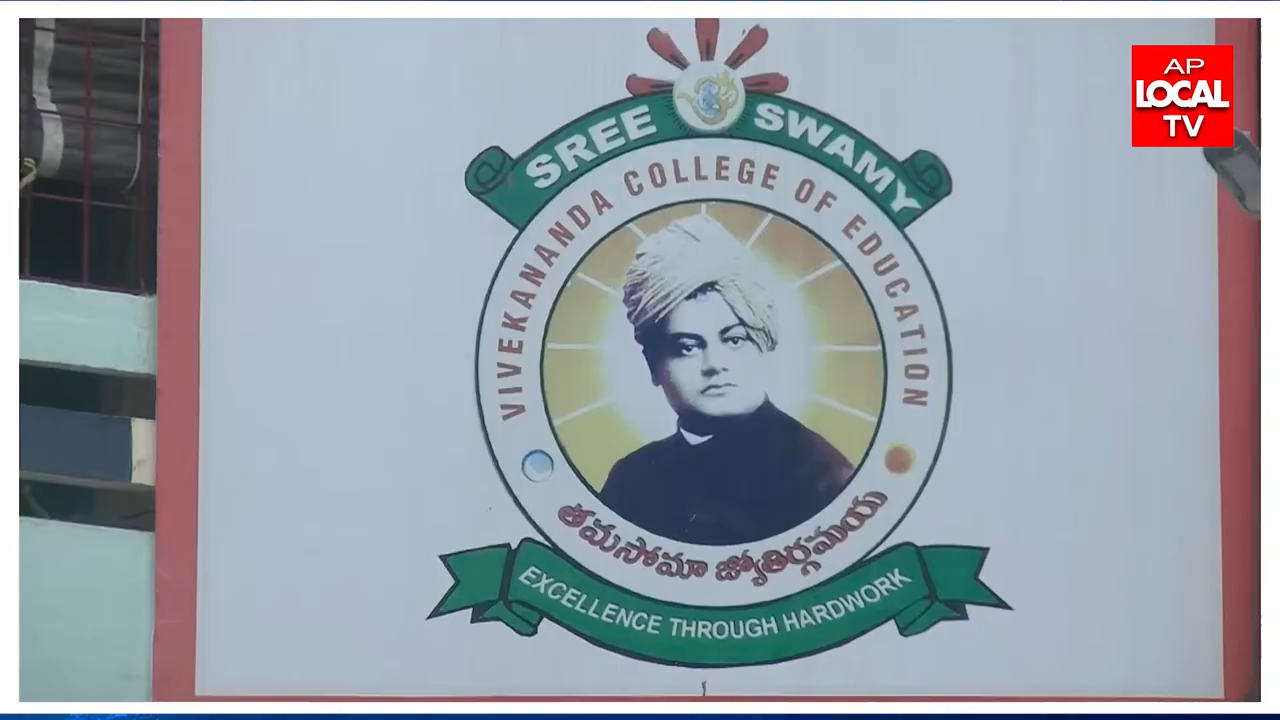 SREE SWAMY
VIVEKANANDA COLLEGE OF EDUCATION
తమసోమా జ్యోతిర్గమయ
EXCELLENCE THROUGH HARDWORK
AP
LOCAL
TV